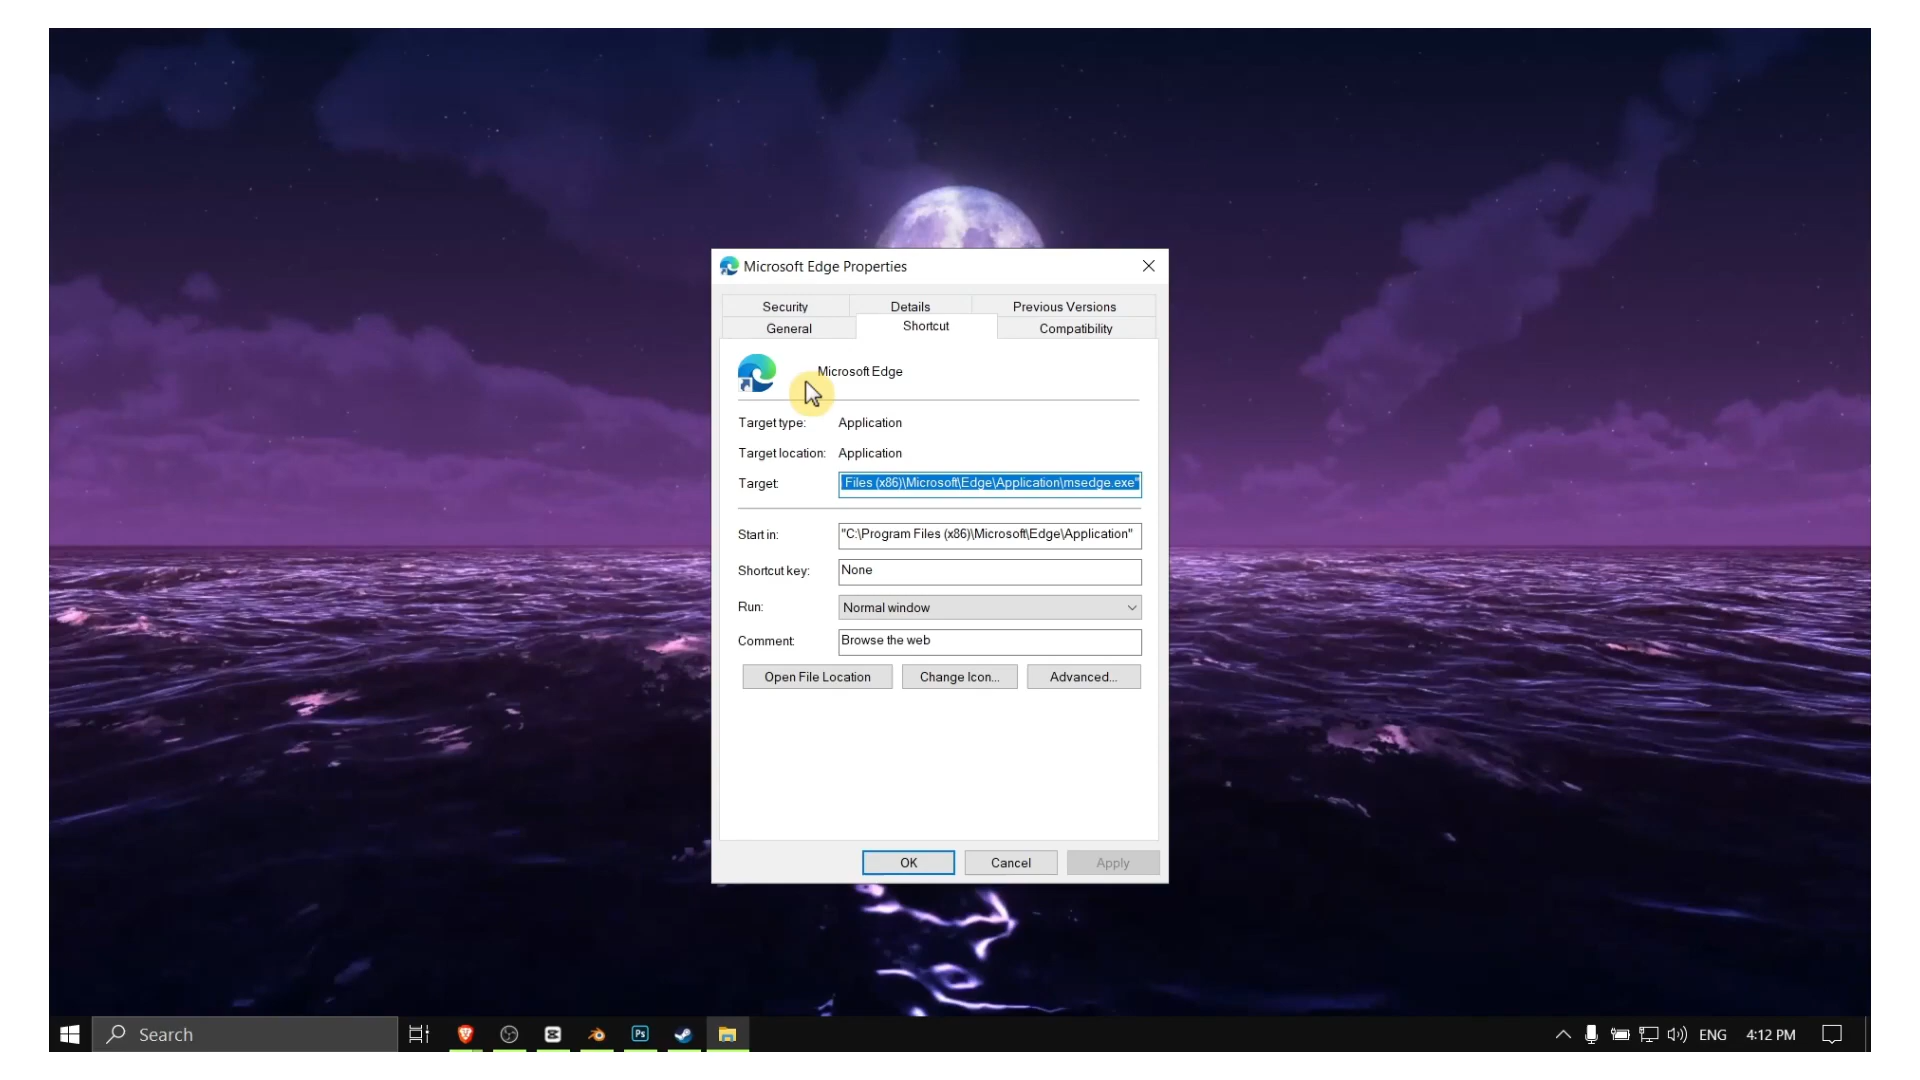 Microsoft Edge Properties
Security Details Previous Versions
General Shortcut Compatibility
Microsoft Edge
Target type: Application
Target location: Application
Target: Files (x86)\Microsoft\Edge\Application\msedge.exe"
Start in: "C:\Program Files (x86)\Microsoft\Edge\Application"
Shortcut key: None
Run: Normal window
Comment: Browse the web
Open File Location Change Icon... Advanced...
OK Cancel Apply
Search Ps ENG 4:12 PM